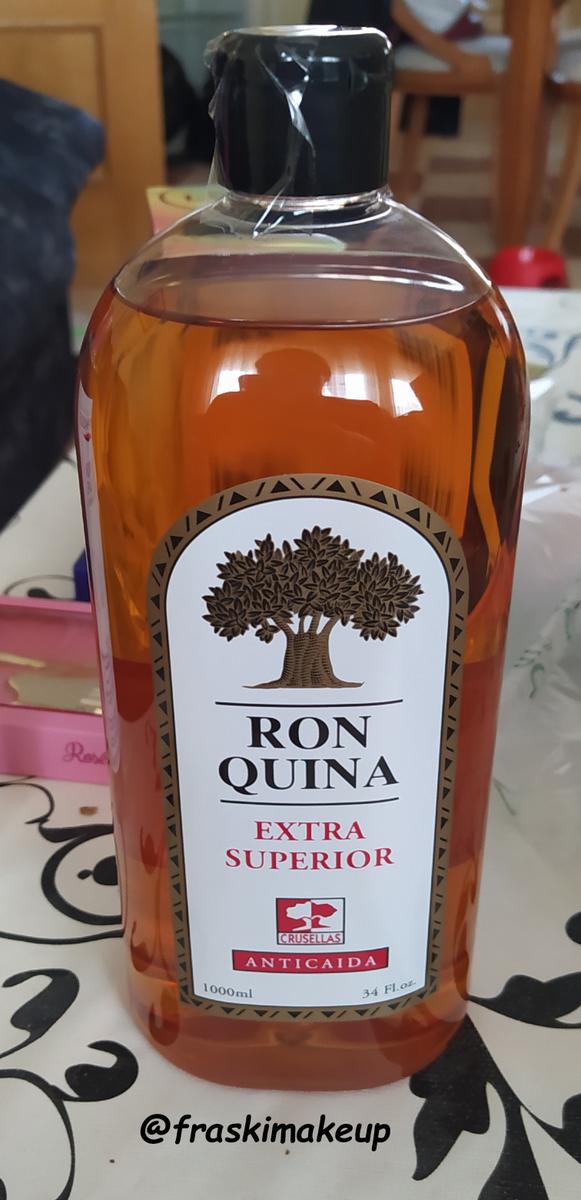 RON
QUINA
EXTRA
SUPERIOR
CRUSELLAS
ANTICAIDA
1000ml 34 Fl.oz.
@fraskimakeup